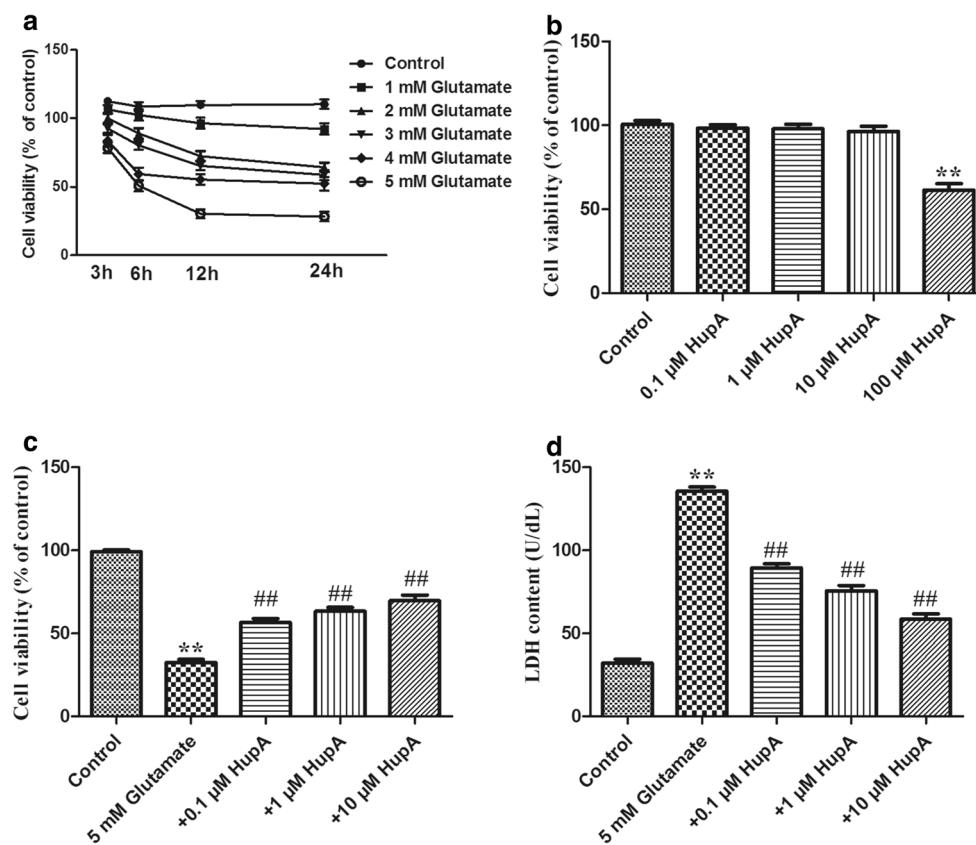 a
Cell viability (% of control)
150
100
50
0
3h 6h 12h 24h
Control
1 mM Glutamate
2 mM Glutamate
3 mM Glutamate
4 mM Glutamate
5 mM Glutamate
b
Cell viability (% of control)
150
100
50
0
**
Control
0.1 μM HupA
1 μM HupA
10 μM HupA
100 μM HupA
c
Cell viability (% of control)
150
100
50
0
**
##
##
##
Control
5 mM Glutamate
+0.1 μM HupA
+1 μM HupA
+10 μM HupA
d
LDH content (U/dL)
150
100
50
0
**
##
##
##
Control
5 mM Glutamate
+0.1 μM HupA
+1 μM HupA
+10 μM HupA